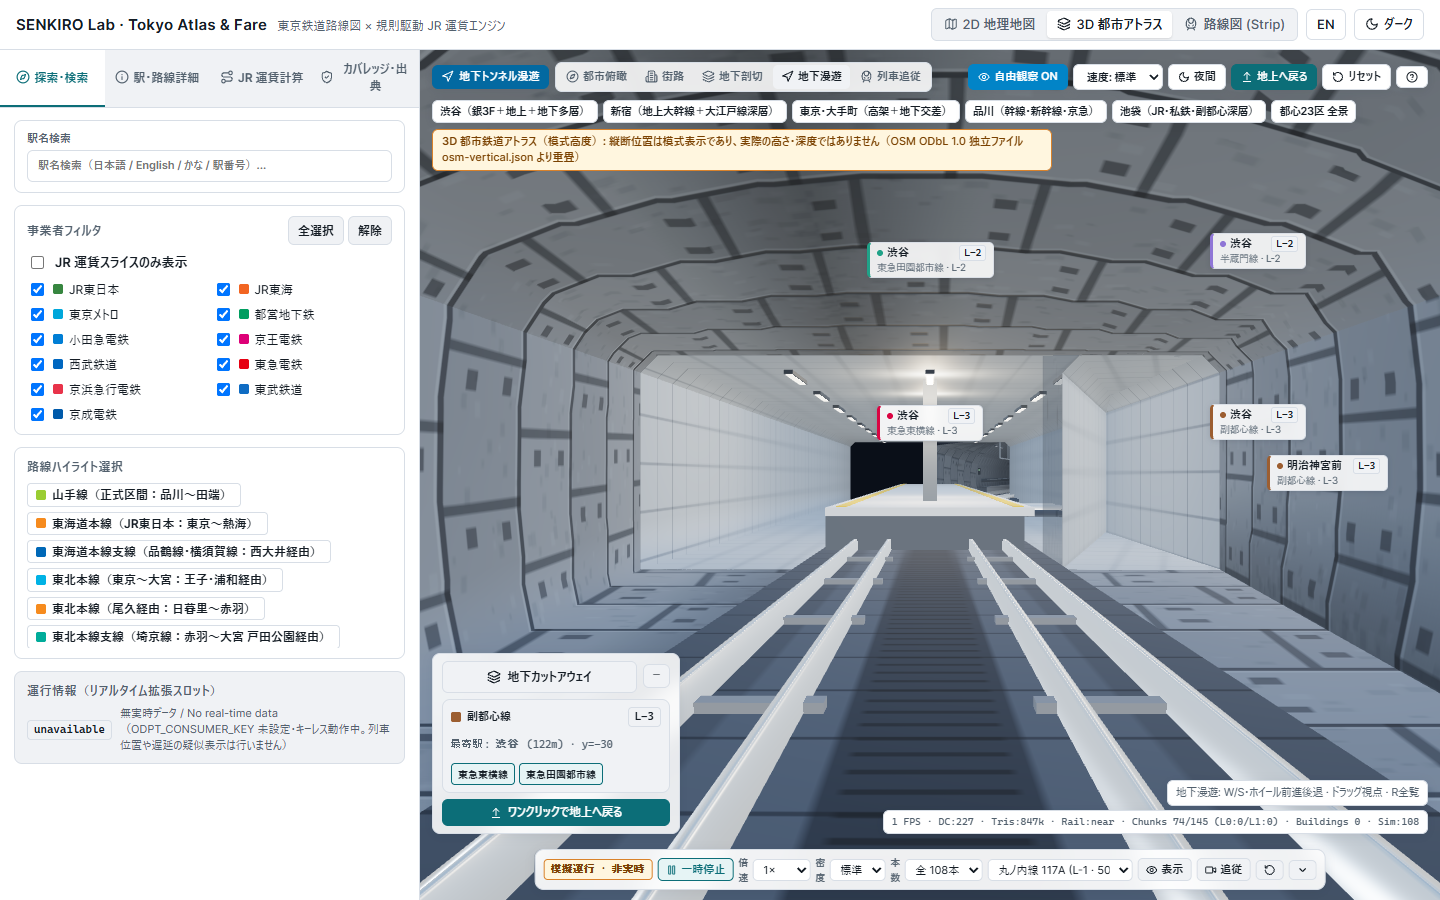 SENKIRO Lab · Tokyo Atlas & Fare
東京鉄道路線図 × 規則駆動 JR 運賃エンジン
2D 地理地図
3D 都市アトラス
路線図 (Strip)
EN
ダーク
探索・検索
駅・路線詳細
JR 運賃計算
カバレッジ・出典
駅名検索
駅名検索（日本語 / English / かな / 駅番号）...
事業者フィルタ
全選択
解除
JR 運賃スライスのみ表示
JR東日本
JR東海
東京メトロ
都営地下鉄
小田急電鉄
京王電鉄
西武鉄道
東急電鉄
京浜急行電鉄
東武鉄道
京成電鉄
路線ハイライト選択
山手線（正式区間：品川〜田端）
東海道本線（JR東日本：東京〜熱海）
東海道本線支線（品鶴線・横須賀線：西大井経由）
東北本線（東京〜大宮：王子・浦和経由）
東北本線（尾久経由：日暮里〜赤羽）
東北本線支線（埼京線：赤羽〜大宮 戸田公園経由）
運行情報（リアルタイム拡張スロット）
unavailable
無実時データ / No real-time data
（ODPT_CONSUMER_KEY 未設定・キーレス動作中。列車
位置や遅延の疑似表示は行いません）
地下トンネル漫遊
都市俯瞰
街路
地下剖切
地下漫遊
列車追従
自由観察 ON
速度: 標準
夜間
地上へ戻る
リセット
渋谷（銀3F＋地上＋地下多層）
新宿（地上大幹線＋大江戸線深層）
東京・大手町（高架＋地下交差）
品川（幹線・新幹線・京急）
池袋（JR・私鉄・副都心深層）
都心23区 全景
3D 都市鉄道アトラス（模式高度）: 縦断位置は模式表示であり、実際の高さ・深度ではありません（OSM ODbL 1.0 独立ファイル
osm-vertical.json より重畳）
渋谷 L-2
東急田園都市線 · L-2
渋谷 L-2
半蔵門線 · L-2
渋谷 L-3
東急東横線 · L-3
渋谷 L-3
副都心線 · L-3
明治神宮前 L-3
副都心線 · L-3
地下カットアウェイ
−
副都心線
L-3
最寄駅: 渋谷 (122m) · y=-30
東急東横線
東急田園都市線
ワンクリックで地上へ戻る
地下漫遊: W/S・ホイール前進後退 · ドラッグ視点 · R全覧
1 FPS · DC:227 · Tris:847k · Rail:near · Chunks 74/145 (L0:0/L1:0) · Buildings 0 · Sim:108
模擬運行 · 非実時
一時停止
倍速
1×
密度
標準
本数
全 108本
丸ノ内線 117A (L-1 · 50
表示
追従